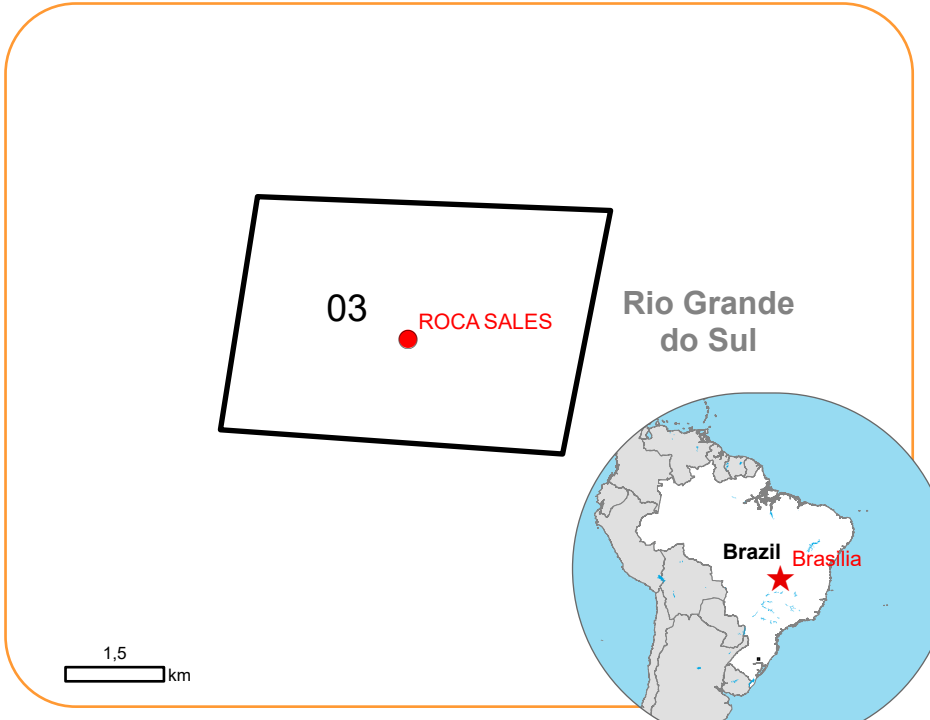 03
ROCA SALES
Rio Grande
do Sul
Brazil
Brasília
1,5
km